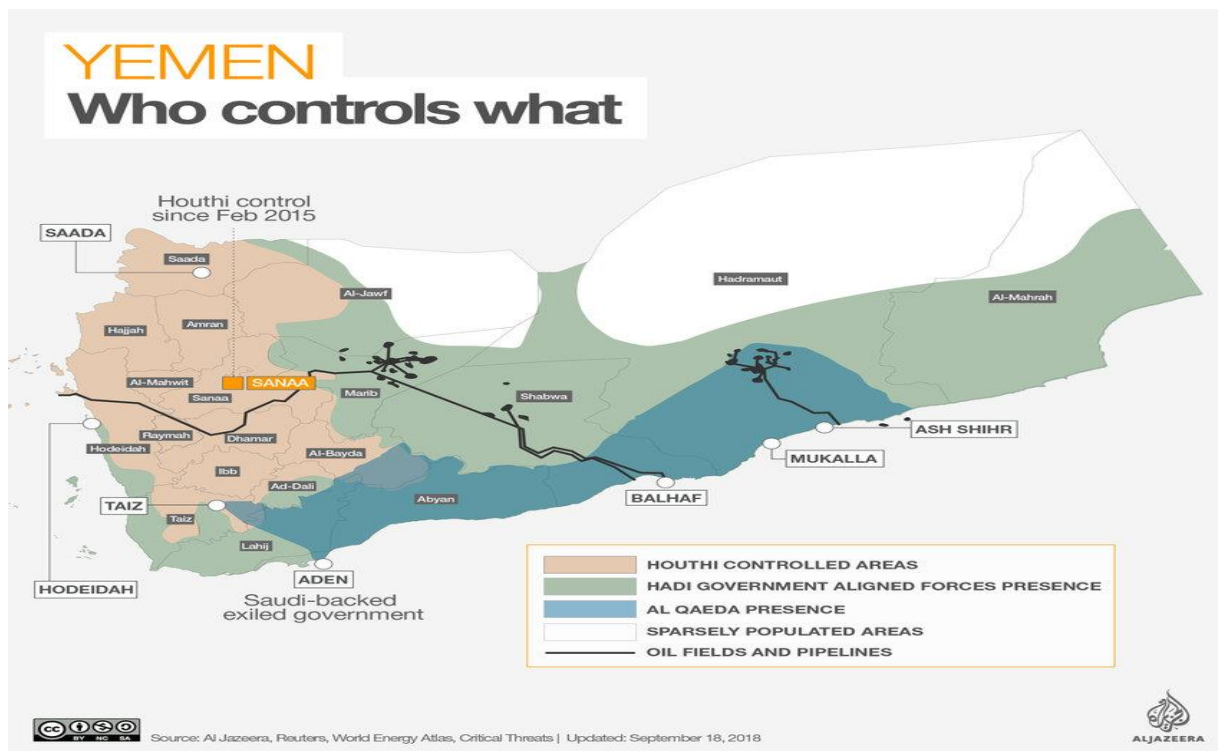 YEMEN
Who controls what
Houthi control
since Feb 2015
SAADA
Saada
Al-Jawf
Hadramaut
Al-Mahrah
Hajjah
Amran
Al-Mahwit
SANAA
Sanaa
Marib
Shabwa
Hodeidah
Raymah
Dhamar
Al-Bayda
Ibb
Ad-Dali
ASH SHIHR
MUKALLA
BALHAF
Abyan
TAIZ
Taiz
Lahij
HODEIDAH
ADEN
Saudi-backed
exiled government
HOUTHI CONTROLLED AREAS
HADI GOVERNMENT ALIGNED FORCES PRESENCE
AL QAEDA PRESENCE
SPARSELY POPULATED AREAS
OIL FIELDS AND PIPELINES
cc
BY NC SA
Source: Al Jazeera, Reuters, World Energy Atlas, Critical Threats | Updated: September 18, 2018
ALJAZEERA